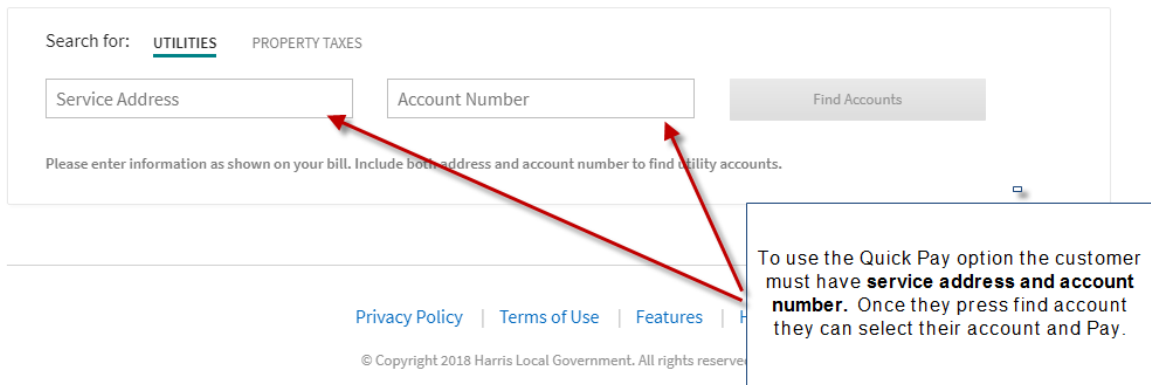 Search for: UTILITIES PROPERTY TAXES
Service Address Account Number Find Accounts
Please enter information as shown on your bill. Include both address and account number to find utility accounts.
To use the Quick Pay option the customer
must have service address and account
number. Once they press find account
they can select their account and Pay.
Privacy Policy | Terms of Use | Features |
© Copyright 2018 Harris Local Government. All rights reserve